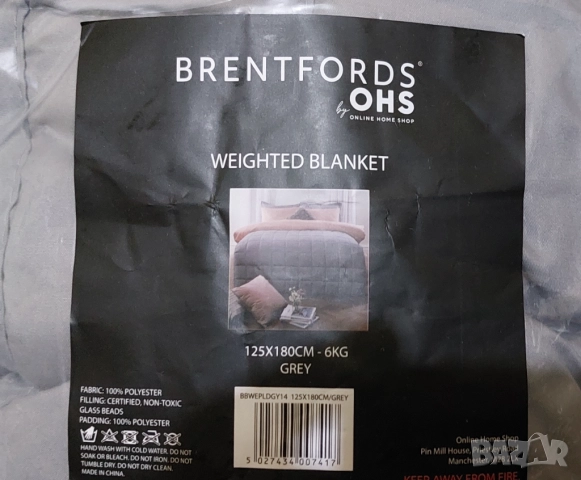 BRENTFORDS®
by OHS
ONLINE HOME SHOP
WEIGHTED BLANKET
125X180CM - 6KG
GREY
FABRIC: 100% POLYESTER
FILLING: CERTIFIED, NON-TOXIC
GLASS BEADS
PADDING: 100% POLYESTER
HAND WASH WITH COLD WATER. DO NOT
SOAK OR BLEACH. DO NOT IRON. DO NOT
TUMBLE DRY. DO NOT DRY CLEAN.
MADE IN CHINA.
BBWEPLDGY14 125X180CM/GREY
5 027434 007417
Online Home Shop
Pin Mill House,
Manchester,
KEEP AWAY FROM FIRE
BAZAR